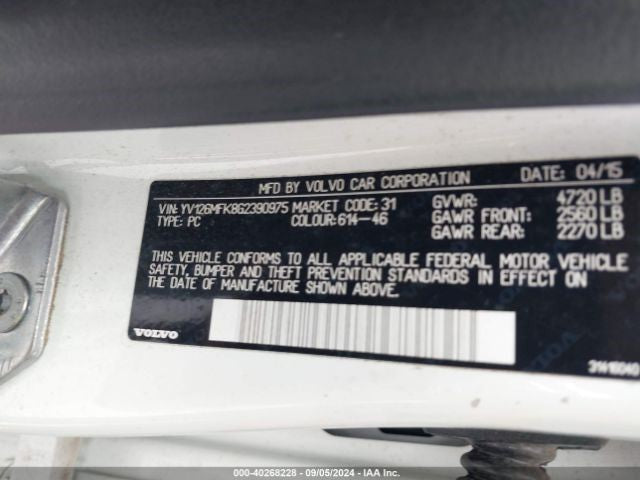 MFD BY VOLVO CAR CORPORATION DATE: 04/15
VIN: YV126MFK8G2390975 MARKET CODE: 31 GVWR: 4720 LB
TYPE: PC COLOUR: 614-46 GAWR FRONT: 2560 LB
GAWR REAR: 2270 LB
THIS VEHICLE CONFORMS TO ALL APPLICABLE FEDERAL MOTOR VEHICLE
SAFETY, BUMPER AND THEFT PREVENTION STANDARDS IN EFFECT ON
THE DATE OF MANUFACTURE SHOWN ABOVE.
VOLVO
000-40268228 - 09/05/2024 - IAA Inc.